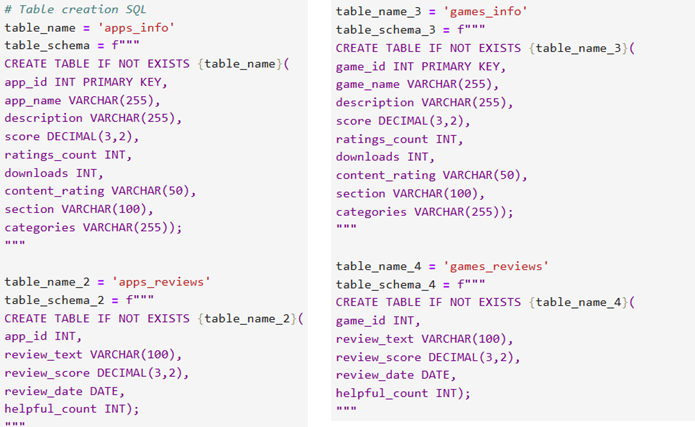 # Table creation SQL
table_name = 'apps_info'
table_schema = f"""
CREATE TABLE IF NOT EXISTS {table_name}(
app_id INT PRIMARY KEY,
app_name VARCHAR(255),
description VARCHAR(255),
score DECIMAL(3,2),
ratings_count INT,
downloads INT,
content_rating VARCHAR(50),
section VARCHAR(100),
categories VARCHAR(255));
"""
table_name_2 = 'apps_reviews'
table_schema_2 = f"""
CREATE TABLE IF NOT EXISTS {table_name_2}(
app_id INT,
review_text VARCHAR(100),
review_score DECIMAL(3,2),
review_date DATE,
helpful_count INT);
"""
table_name_3 = 'games_info'
table_schema_3 = f"""
CREATE TABLE IF NOT EXISTS {table_name_3}(
game_id INT PRIMARY KEY,
game_name VARCHAR(255),
description VARCHAR(255),
score DECIMAL(3,2),
ratings_count INT,
downloads INT,
content_rating VARCHAR(50),
section VARCHAR(100),
categories VARCHAR(255));
"""
table_name_4 = 'games_reviews'
table_schema_4 = f"""
CREATE TABLE IF NOT EXISTS {table_name_4}(
game_id INT,
review_text VARCHAR(100),
review_score DECIMAL(3,2),
review_date DATE,
helpful_count INT);
"""